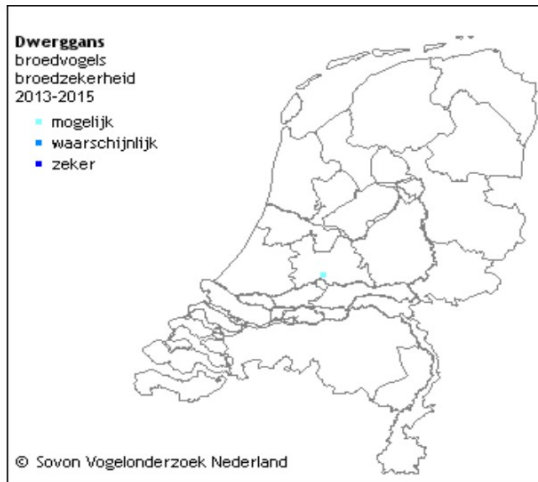 Dwerggans
broedvogels
broedzekerheid
2013-2015
mogelijk
waarschijnlijk
zeker
© Sovon Vogelonderzoek Nederland